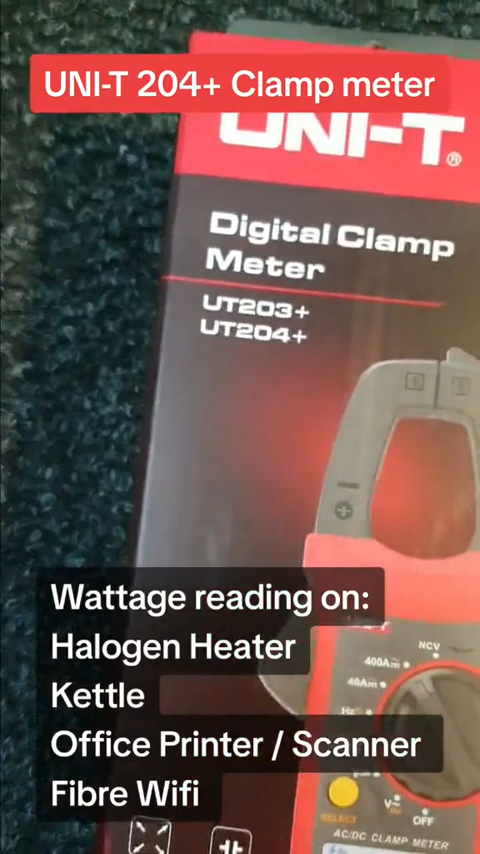 UNI-T 204+ Clamp meter
UNI-T®
Digital Clamp
Meter
UT203+
UT204+
Wattage reading on:
Halogen Heater
Kettle
Office Printer / Scanner
Fibre Wifi
NCV
400A
40A
Hz
V
OFF
SELECT
AC/DC CLAMP METER